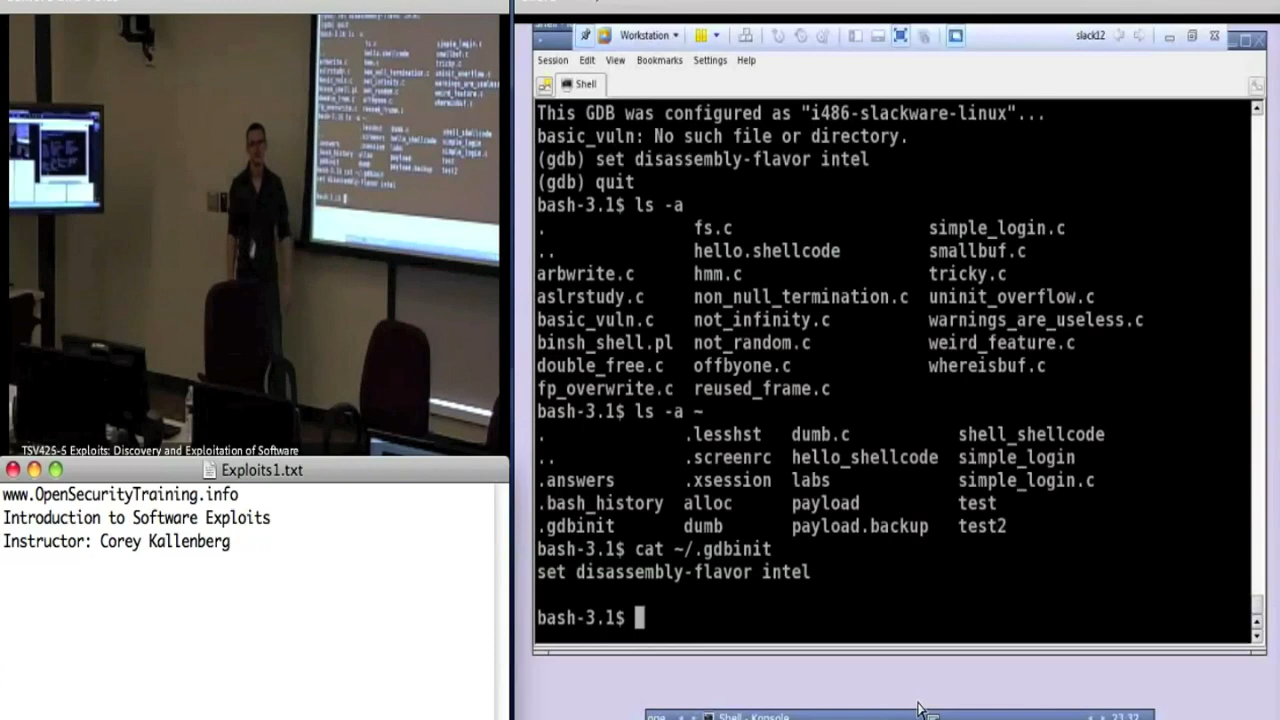 Workstation
slack12
Session Edit View Bookmarks Settings Help
Shell
This GDB was configured as "i486-slackware-linux"...
basic_vuln: No such file or directory.
(gdb) set disassembly-flavor intel
(gdb) quit
bash-3.1$ ls -a
. fs.c simple_login.c
.. hello.shellcode smallbuf.c
arbwrite.c hmm.c tricky.c
aslrstudy.c non_null_termination.c uninit_overflow.c
basic_vuln.c not_infinity.c warnings_are_useless.c
binsh_shell.pl not_random.c weird_feature.c
double_free.c offbyone.c whereisbuf.c
fp_overwrite.c reused_frame.c
bash-3.1$ ls -a ~
. .lesshst dumb.c shell_shellcode
.. .screenrc hello_shellcode simple_login
.answers .xsession labs simple_login.c
.bash_history alloc payload test
.gdbinit dumb payload.backup test2
bash-3.1$ cat ~/.gdbinit
set disassembly-flavor intel
bash-3.1$
TSV425-5 Exploits: Discovery and Exploitation of Software
Exploits1.txt
www.OpenSecurityTraining.info
Introduction to Software Exploits
Instructor: Corey Kallenberg
Shell - Konsole